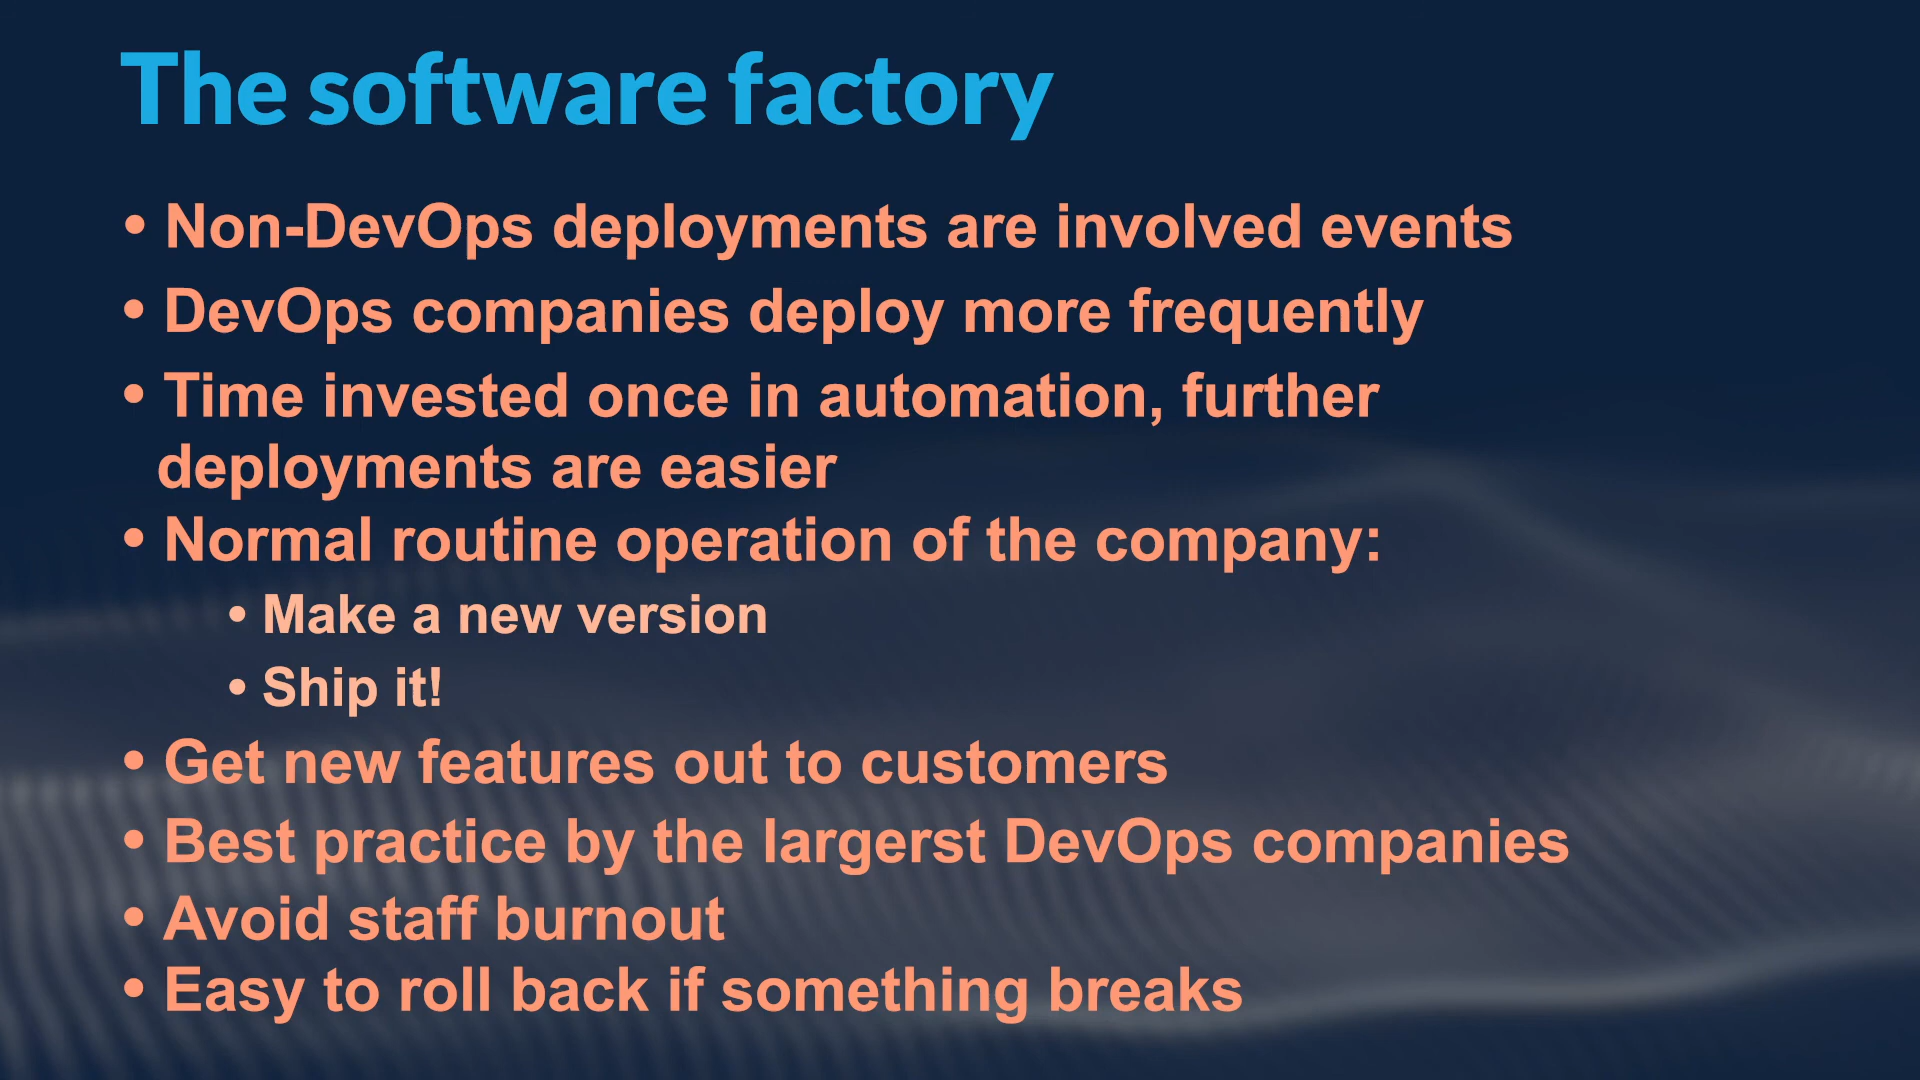 The software factory
• Non-DevOps deployments are involved events
• DevOps companies deploy more frequently
• Time invested once in automation, further
deployments are easier
• Normal routine operation of the company:
• Make a new version
• Ship it!
• Get new features out to customers
• Best practice by the largerst DevOps companies
• Avoid staff burnout
• Easy to roll back if something breaks